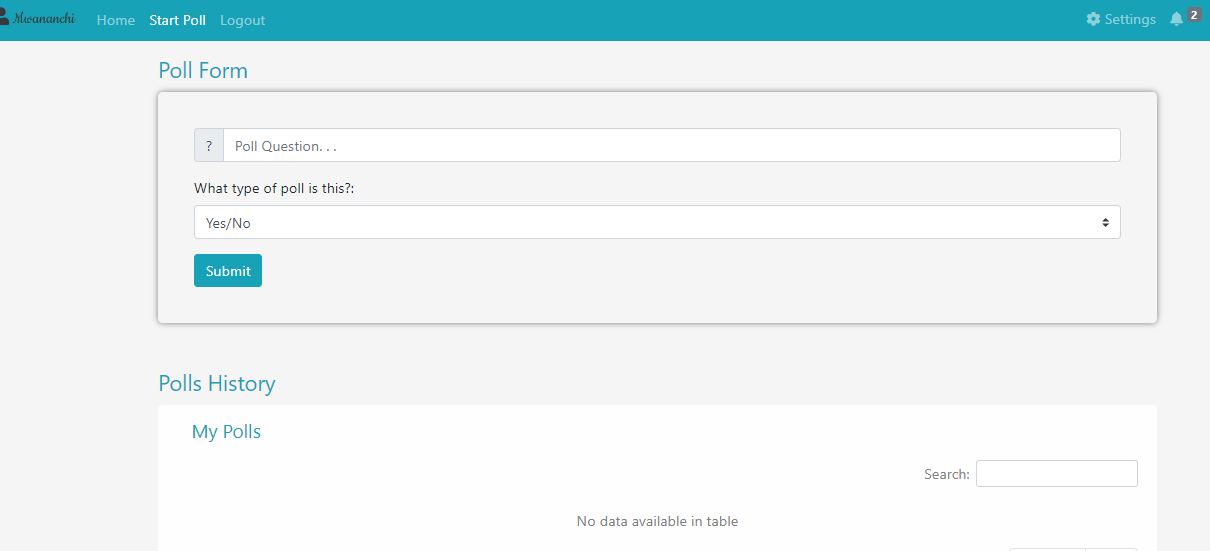 Mwananchi Home Start Poll Logout Settings 2
Poll Form
? Poll Question. . .
What type of poll is this?:
Yes/No
Submit
Polls History
My Polls
Search:
No data available in table